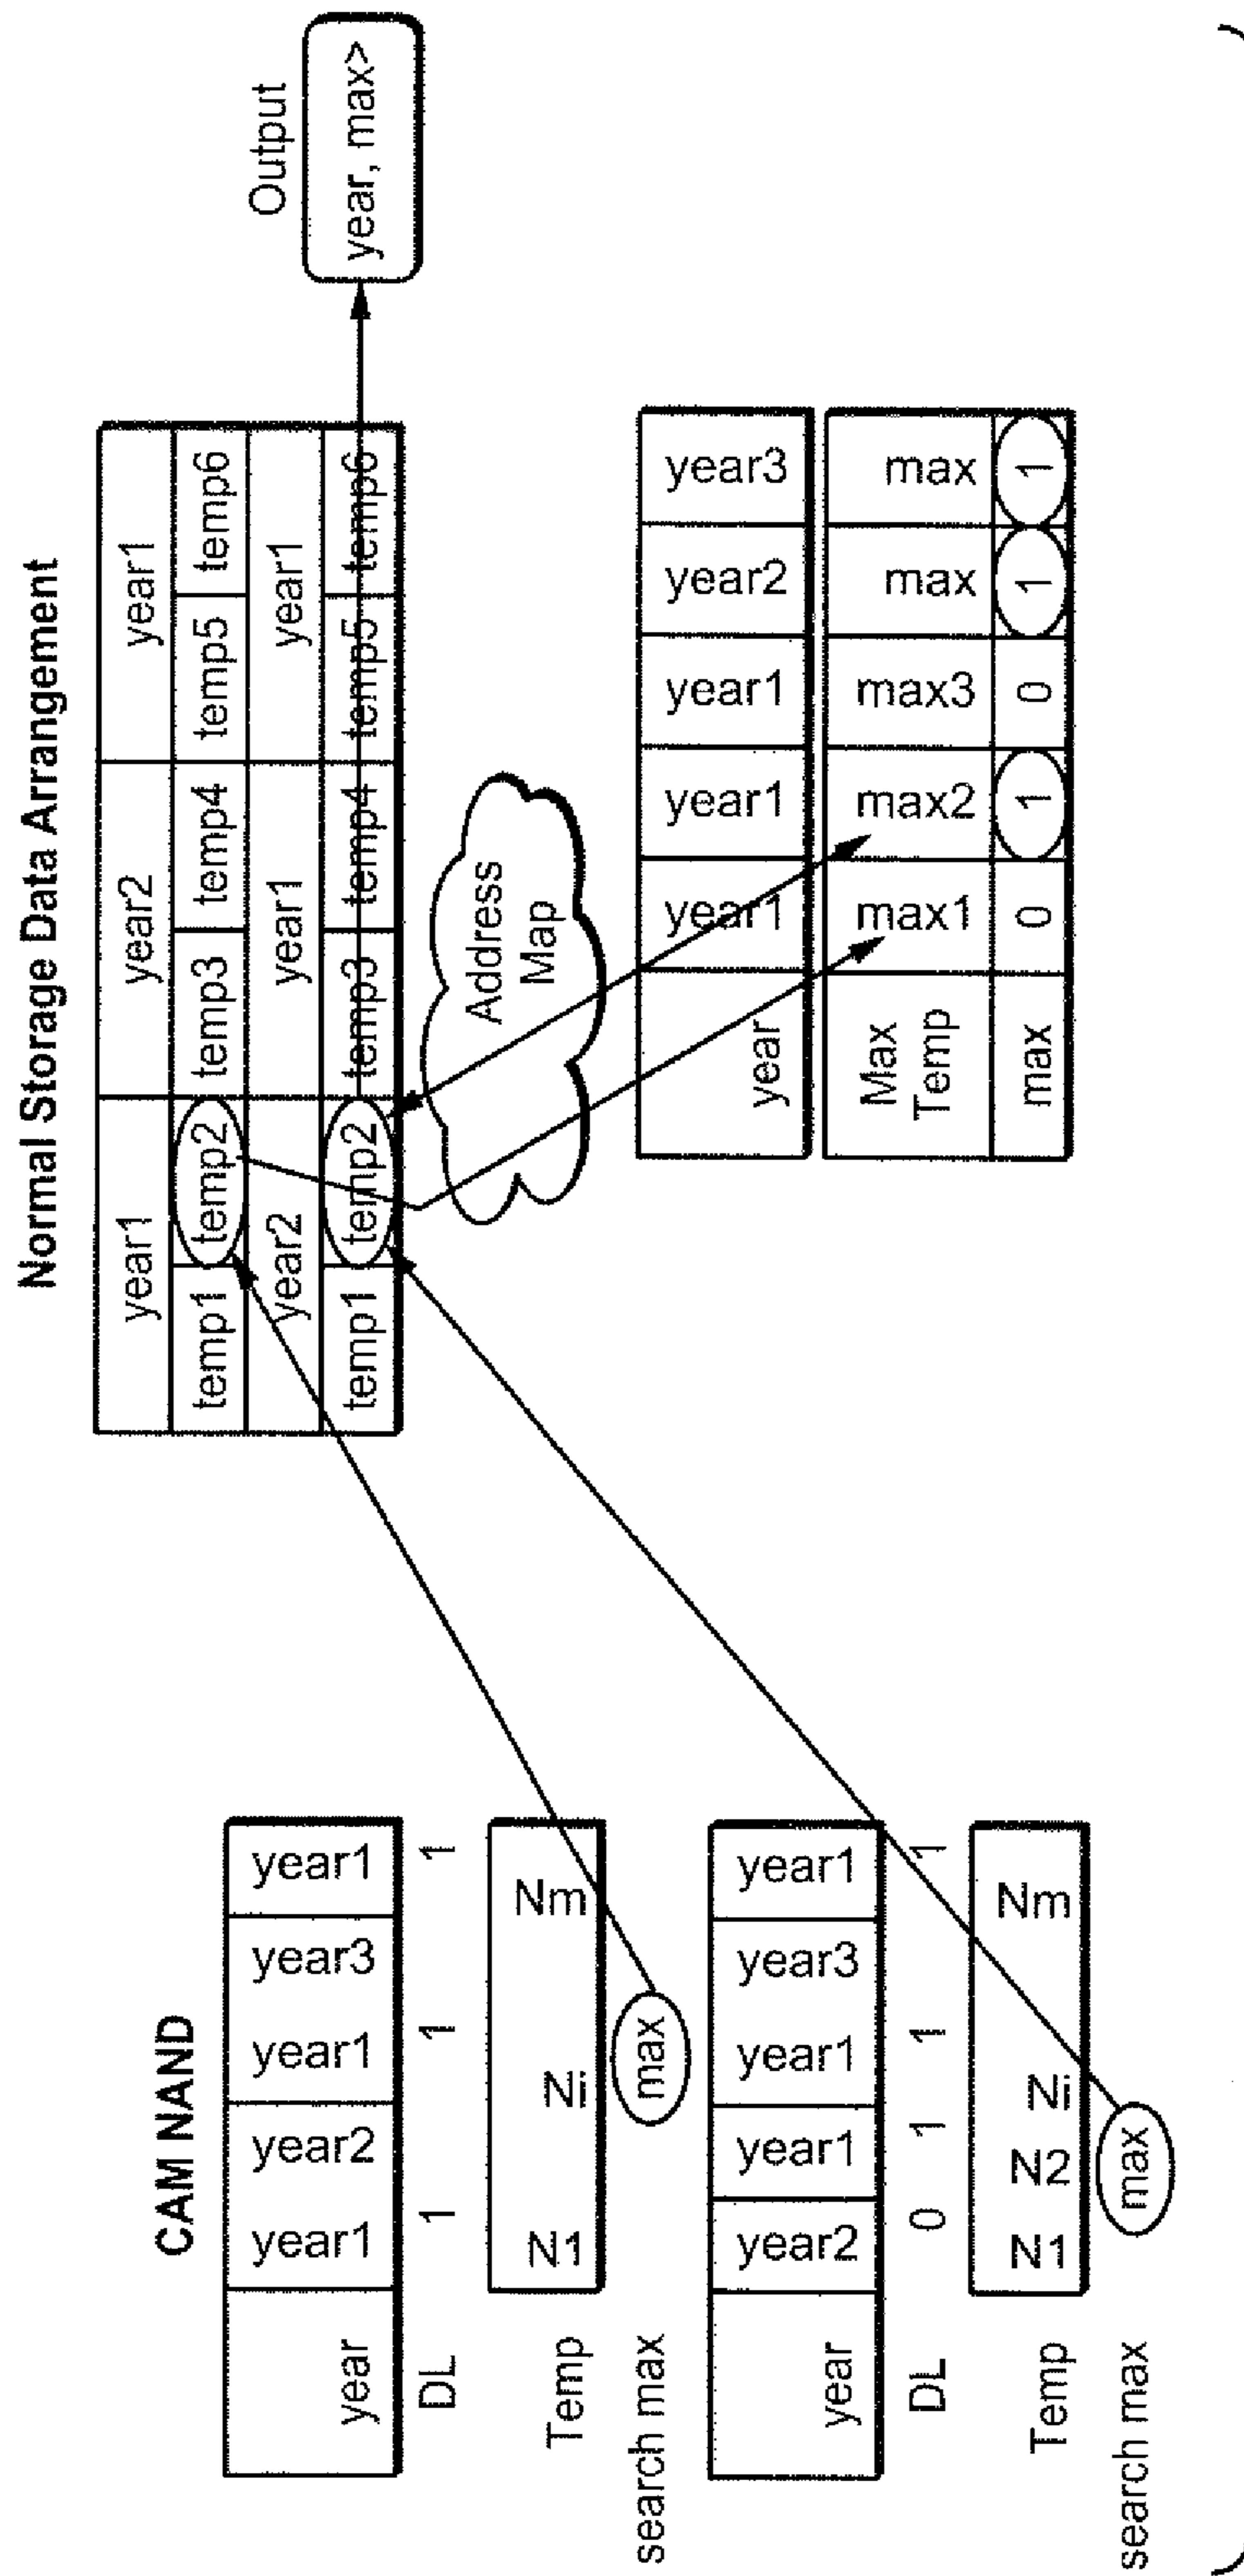 CAM NAND
year year1 year2 year1 year3 year1
DL 1 1 1
Temp N1 Ni Nm
search max max
year year2 year1 year1 year3 year1
DL 0 1 1 1
Temp N1 N2 Ni Nm
search max max
Normal Storage Data Arrangement
year1 year2 year1
temp1 temp2 temp3 temp4 temp5 temp6
year2 year1 year1
temp1 temp2 temp3 temp4 temp5 temp6
Output
year, max>
Address
Map
year year1 year1 year1 year2 year3
Max
Temp max1 max2 max3 max max
max 0 1 0 1 1